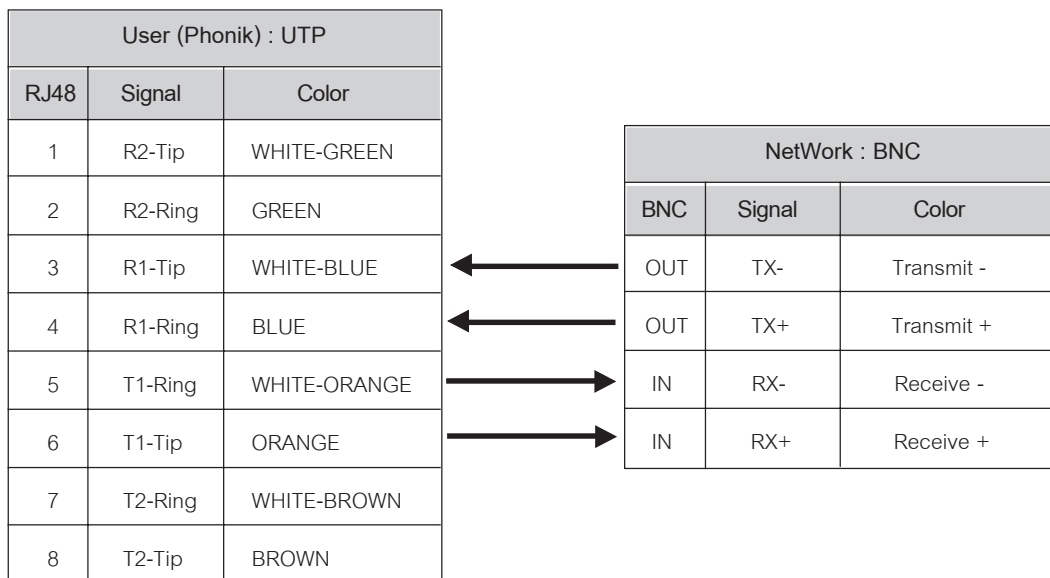 User (Phonik) : UTP
RJ48 Signal Color
1 R2-Tip WHITE-GREEN
2 R2-Ring GREEN
3 R1-Tip WHITE-BLUE
4 R1-Ring BLUE
5 T1-Ring WHITE-ORANGE
6 T1-Tip ORANGE
7 T2-Ring WHITE-BROWN
8 T2-Tip BROWN
NetWork : BNC
BNC Signal Color
OUT TX- Transmit -
OUT TX+ Transmit +
IN RX- Receive -
IN RX+ Receive +